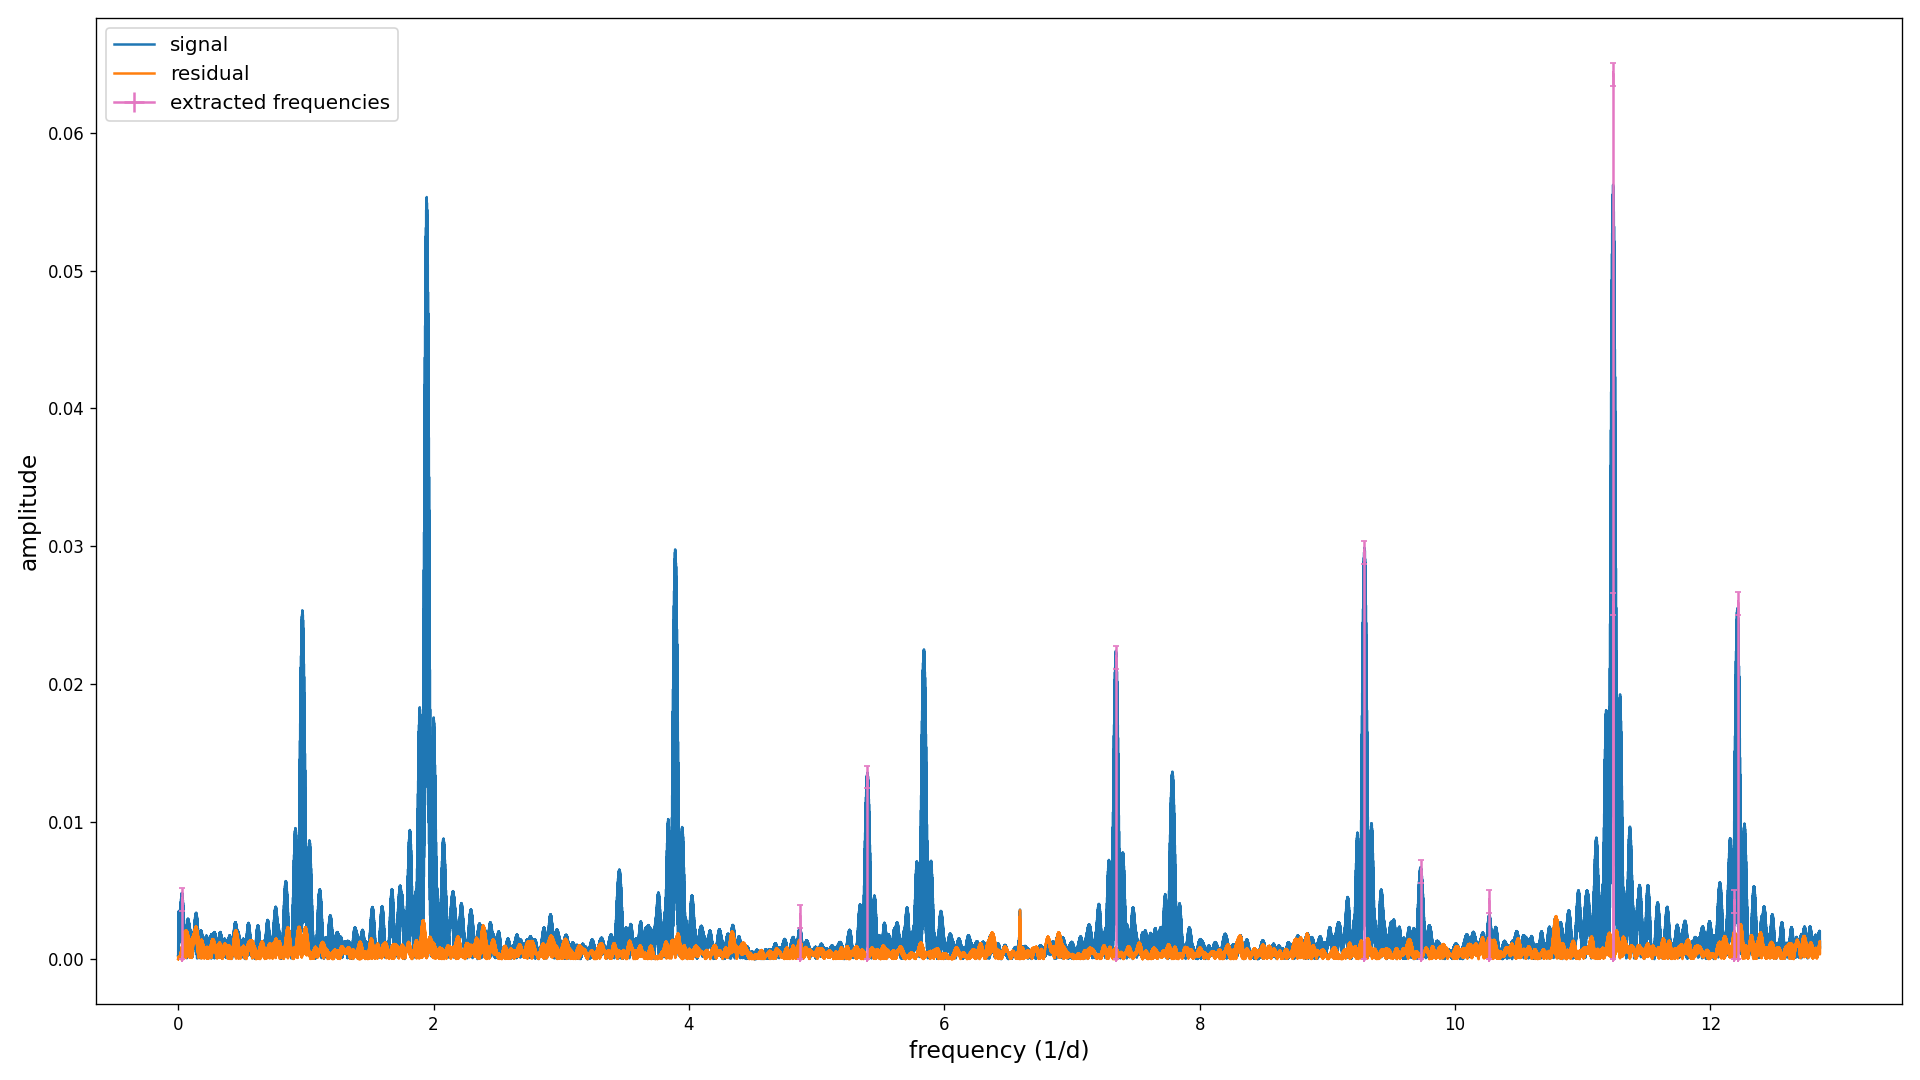 signal
residual
extracted frequencies
0.06
0.05
0.04
0.03
0.02
0.01
0.00
amplitude
0 2 4 6 8 10 12
frequency (1/d)